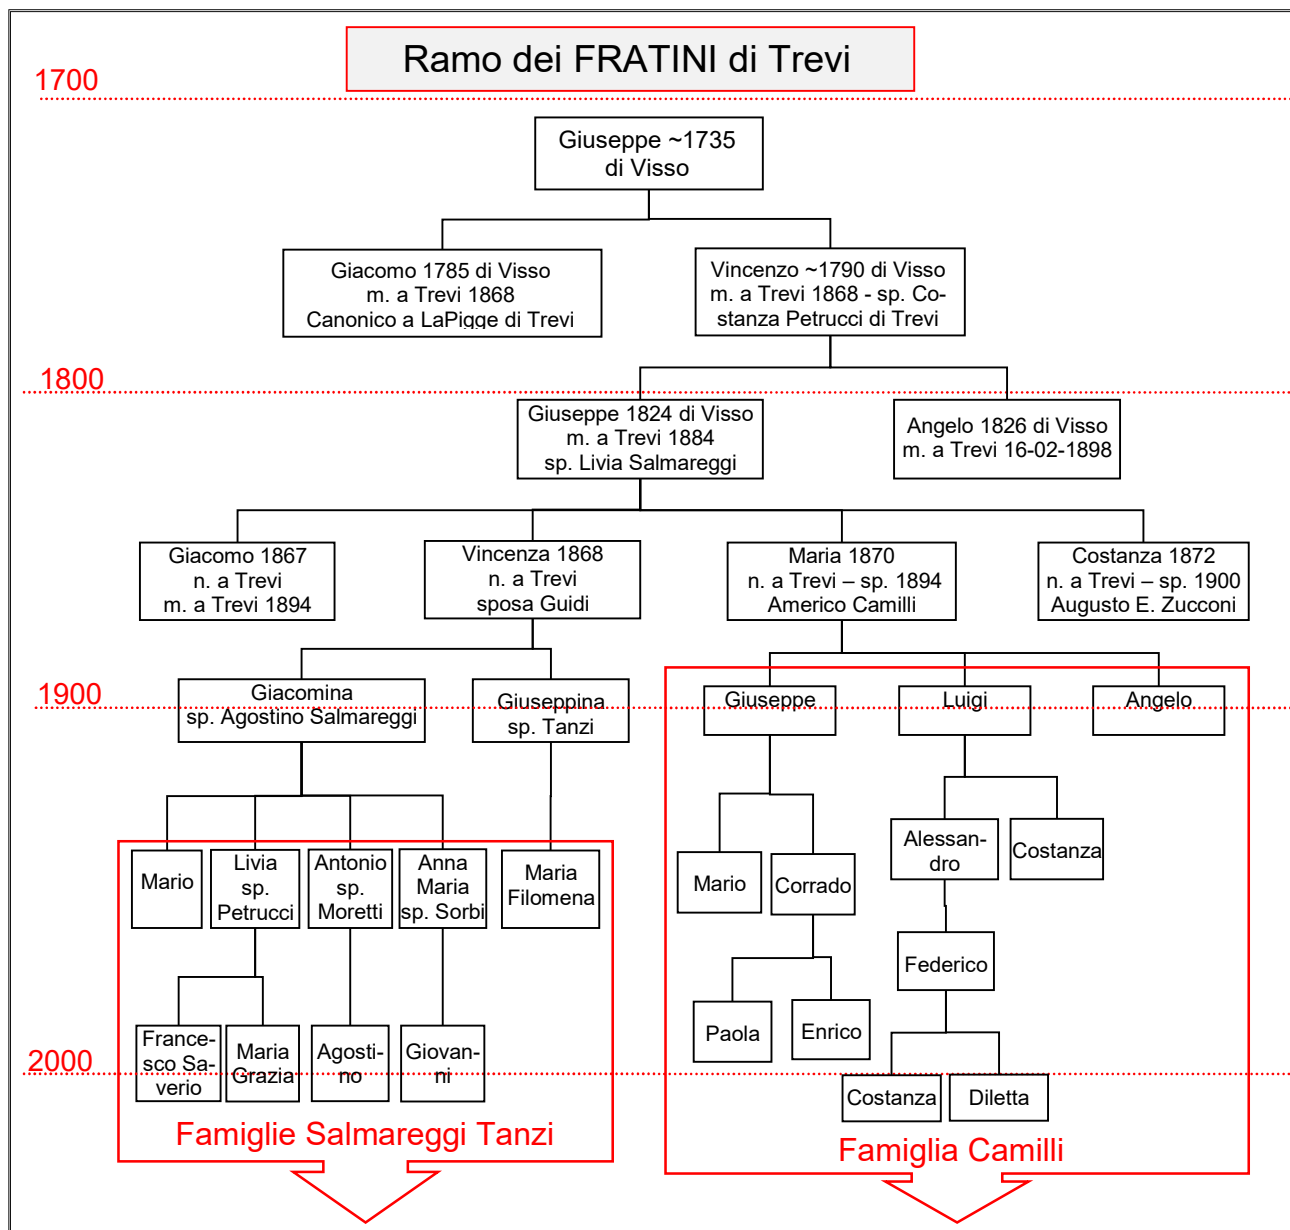 Ramo dei FRATINI di Trevi
1700
Giuseppe ~1735
di Visso
Giacomo 1785 di Visso
m. a Trevi 1868
Canonico a LaPigge di Trevi
Vincenzo ~1790 di Visso
m. a Trevi 1868 - sp. Co-
stanza Petrucci di Trevi
1800
Giuseppe 1824 di Visso
m. a Trevi 1884
sp. Livia Salmareggi
Angelo 1826 di Visso
m. a Trevi 16-02-1898
Giacomo 1867
n. a Trevi
m. a Trevi 1894
Vincenza 1868
n. a Trevi
sposa Guidi
Maria 1870
n. a Trevi – sp. 1894
Americo Camilli
Costanza 1872
n. a Trevi – sp. 1900
Augusto E. Zucconi
1900
Giacomina
sp. Agostino Salmareggi
Giuseppina
sp. Tanzi
Giuseppe
Luigi
Angelo
Mario
Livia
sp.
Petrucci
Antonio
sp.
Moretti
Anna
Maria
sp. Sorbi
Maria
Filomena
Mario
Corrado
Alessan-
dro
Costanza
Federico
Paola
Enrico
France-
sco Sa-
verio
Maria
Grazia
Agosti-
no
Giovan-
ni
2000
Costanza
Diletta
Famiglie Salmareggi Tanzi
Famiglia Camilli